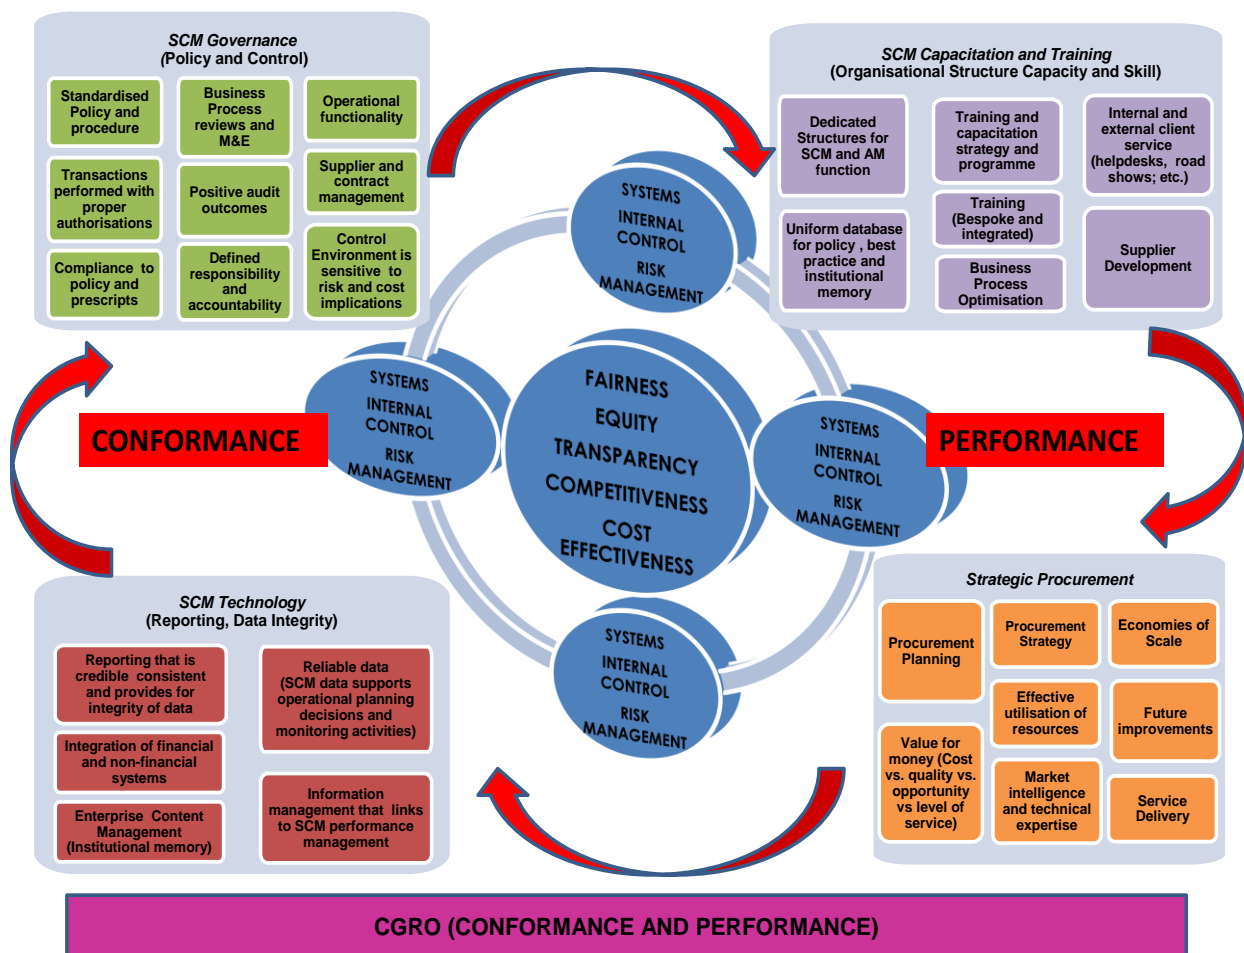 SCM Governance
(Policy and Control)
Standardised
Policy and
procedure
Business
Process
reviews and
M&E
Operational
functionality
Transactions
performed with
proper
authorisations
Positive audit
outcomes
Supplier and
contract
management
Compliance to
policy and
prescripts
Defined
responsibility
and
accountability
Control
Environment is
sensitive to
risk and cost
implications
SCM Capacitation and Training
(Organisational Structure Capacity and Skill)
Dedicated
Structures for
SCM and AM
function
Training and
capacitation
strategy and
programme
Internal and
external client
service
(helpdesks, road
shows; etc.)
Uniform database
for policy , best
practice and
institutional
memory
Training
(Bespoke and
integrated)
Business
Process
Optimisation
Supplier
Development
SYSTEMS
INTERNAL
CONTROL
RISK
MANAGEMENT
SYSTEMS
INTERNAL
CONTROL
RISK
MANAGEMENT
FAIRNESS
EQUITY
TRANSPARENCY
COMPETITIVENESS
COST
EFFECTIVENESS
SYSTEMS
INTERNAL
CONTROL
RISK
MANAGEMENT
SYSTEMS
INTERNAL
CONTROL
RISK
MANAGEMENT
CONFORMANCE
PERFORMANCE
SCM Technology
(Reporting, Data Integrity)
Reporting that is
credible consistent
and provides for
integrity of data
Reliable data
(SCM data supports
operational planning
decisions and
monitoring activities)
Integration of financial
and non-financial
systems
Enterprise Content
Management
(Institutional memory)
Information
management that links
to SCM performance
management
Strategic Procurement
Procurement
Planning
Procurement
Strategy
Economies of
Scale
Effective
utilisation of
resources
Future
improvements
Value for
money (Cost
vs. quality vs.
opportunity
vs level of
service)
Market
intelligence
and technical
expertise
Service
Delivery
CGRO (CONFORMANCE AND PERFORMANCE)